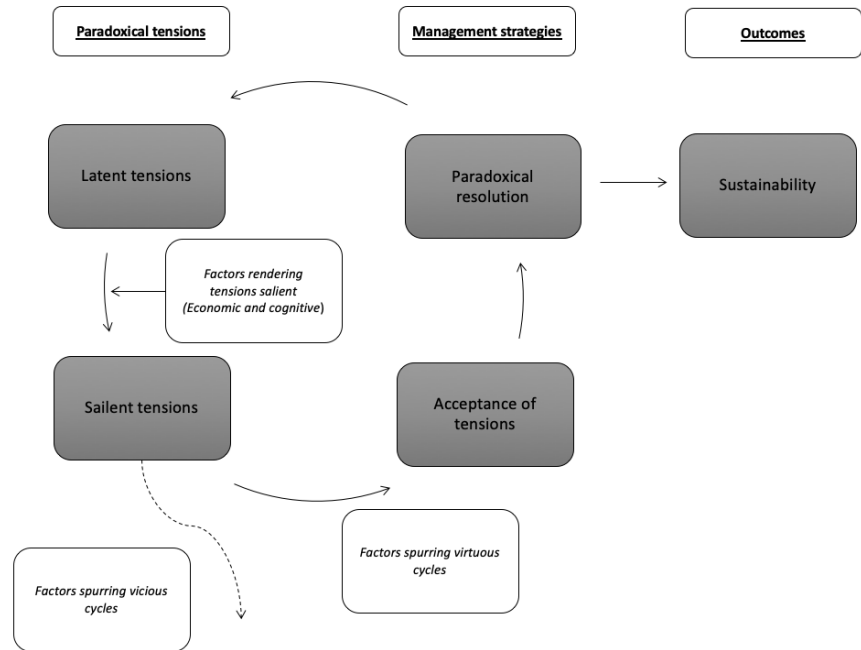 Paradoxical tensions
Management strategies
Outcomes
Latent tensions
Paradoxical
resolution
Sustainability
Factors rendering
tensions salient
(Economic and cognitive)
Sailent tensions
Acceptance of
tensions
Factors spurring virtuous
cycles
Factors spurring vicious
cycles